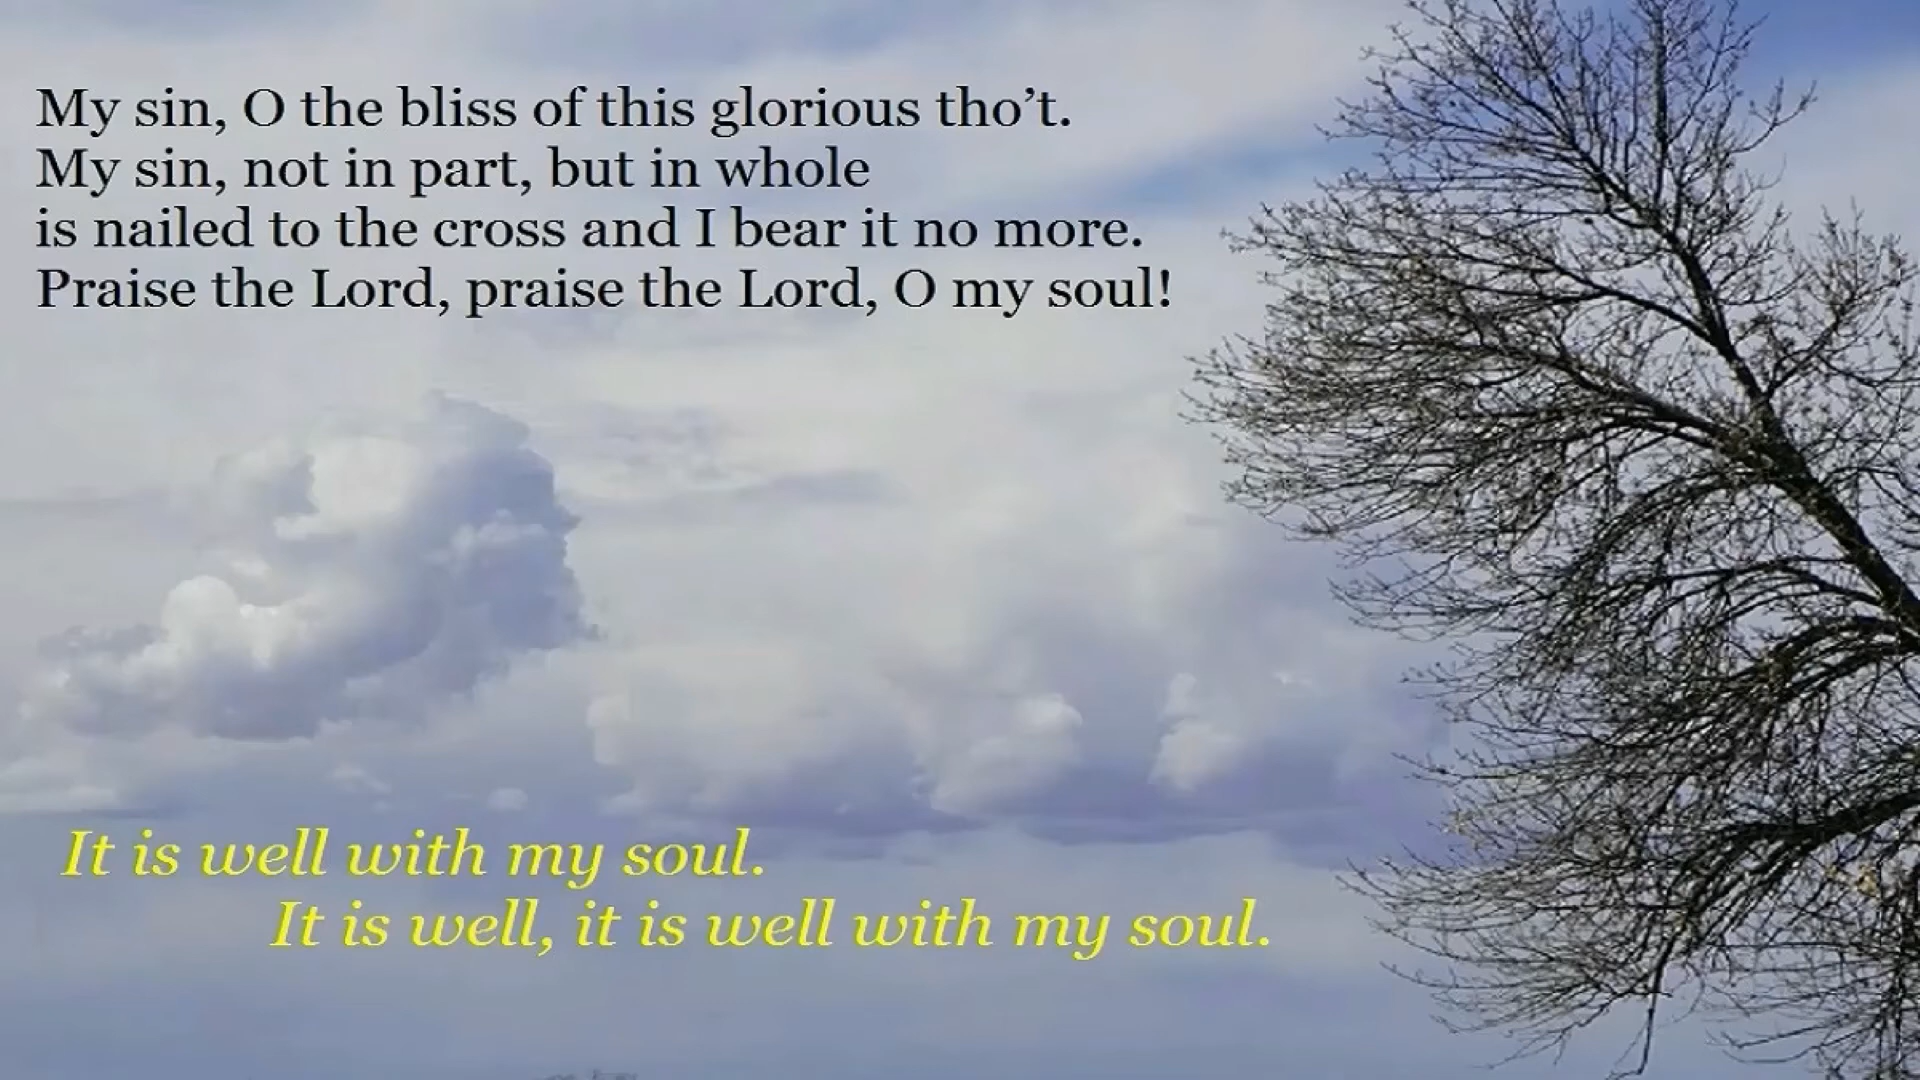 My sin, O the bliss of this glorious tho’t.
My sin, not in part, but in whole
is nailed to the cross and I bear it no more.
Praise the Lord, praise the Lord, O my soul!
It is well with my soul.
It is well, it is well with my soul.